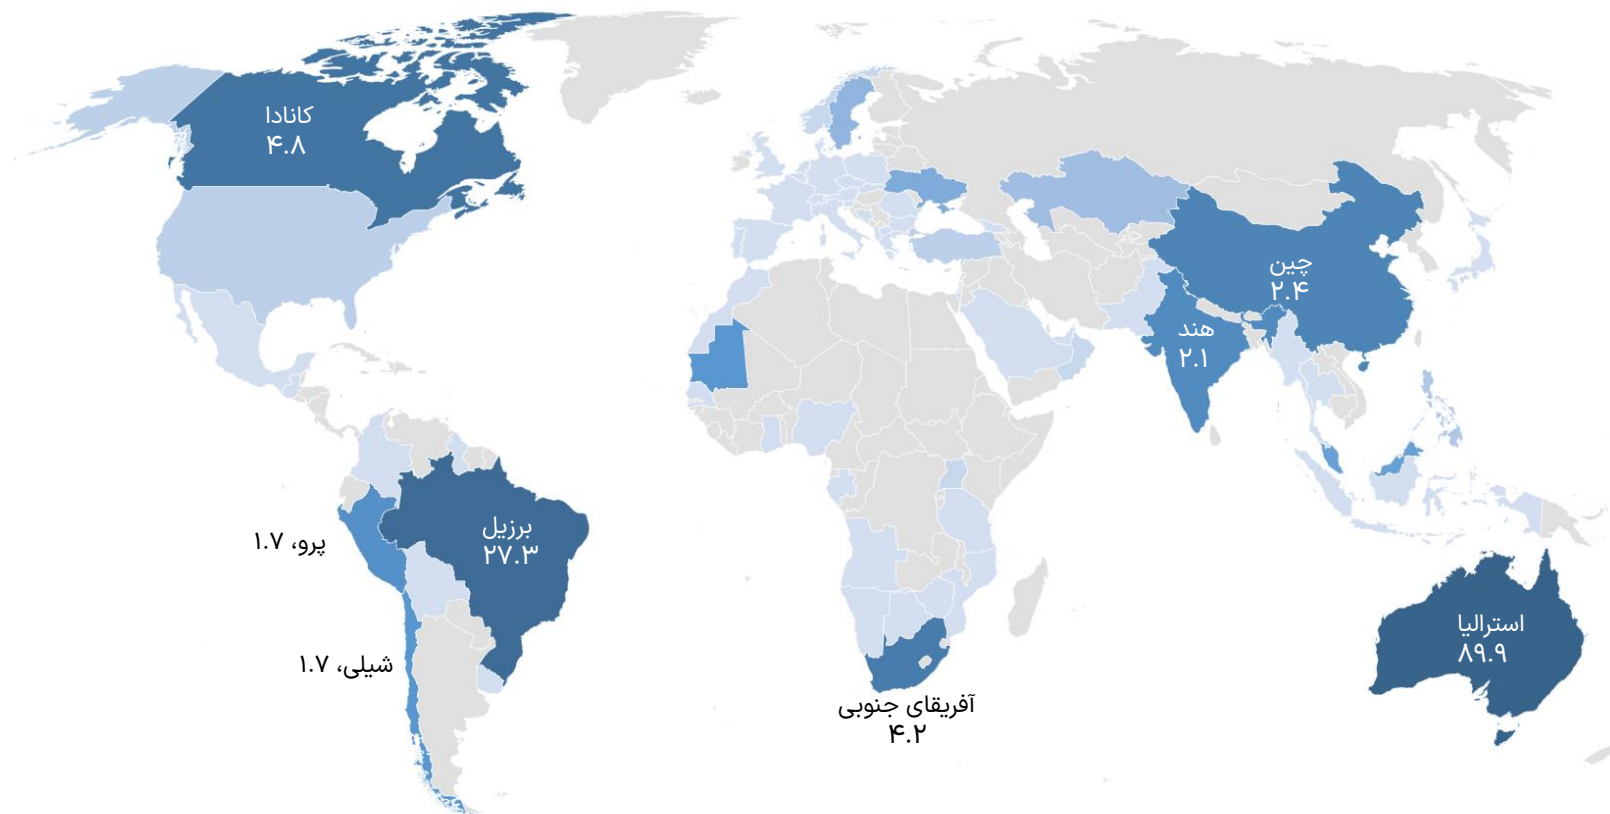 کانادا
۴.۸
چین
۲.۴
هند
۲.۱
برزیل
۲۷.۳
پرو، ۱.۷
شیلی، ۱.۷
استرالیا
۸۹.۹
آفریقای جنوبی
۴.۲